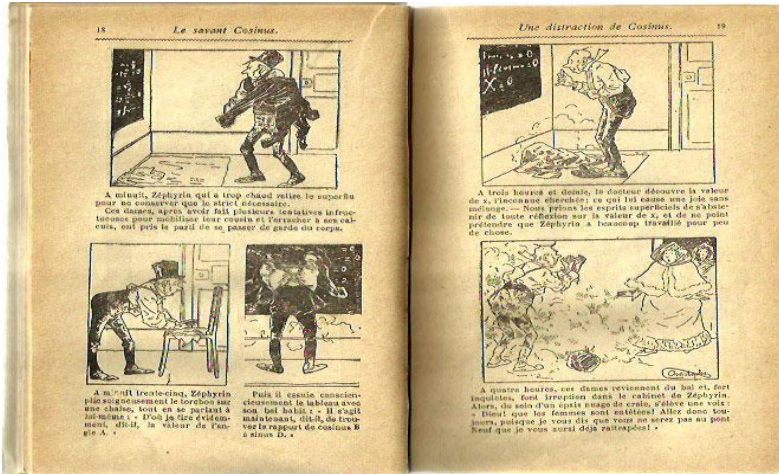 18
Le savant Cosinus.
A minuit, Zéphyrin qui a trop chaud retire le superflu
pour ne conserver que le strict nécessaire.
Ces dames, après avoir fait plusieurs tentatives infruc-
tueuses pour mobiliser leur cousin et l'arracher à ses cal-
culs, ont pris le parti de se passer de garde du corps.
A minuit trente-cinq, Zéphyrin
plie soigneusement le torchon sur
une chaise, tout en se parlant à
lui-même : « D'où je tire évidem-
ment, dit-il, la valeur de l'an-
gle A. »
Puis il essuie conscien-
cieusement le tableau avec
son bel habit : « Il s'agit
maintenant, dit-il, de trou-
ver le rapport de cosinus B
à sinus D. »
Une distraction de Cosinus.
19
X=0
A trois heures et demie, le docteur découvre la valeur
de x, l'inconnue cherchée; ce qui lui cause une joie sans
mélange. — Nous prions les esprits superficiels de s'abste-
nir de toute réflexion sur la valeur de x, et de ne point
prétendre que Zéphyrin a beaucoup travaillé pour peu
de chose.
A quatre heures, ces dames reviennent du bal et, fort
inquiètes, font irruption dans le cabinet de Zéphyrin.
Alors, du sein d'un épais nuage de craie, s'élève une voix :
« Dieu! que les femmes sont entêtées! Allez donc tou-
jours, puisque je vous dis que vous ne serez pas au pont
Neuf que je vous aurai déjà rattrapées! »